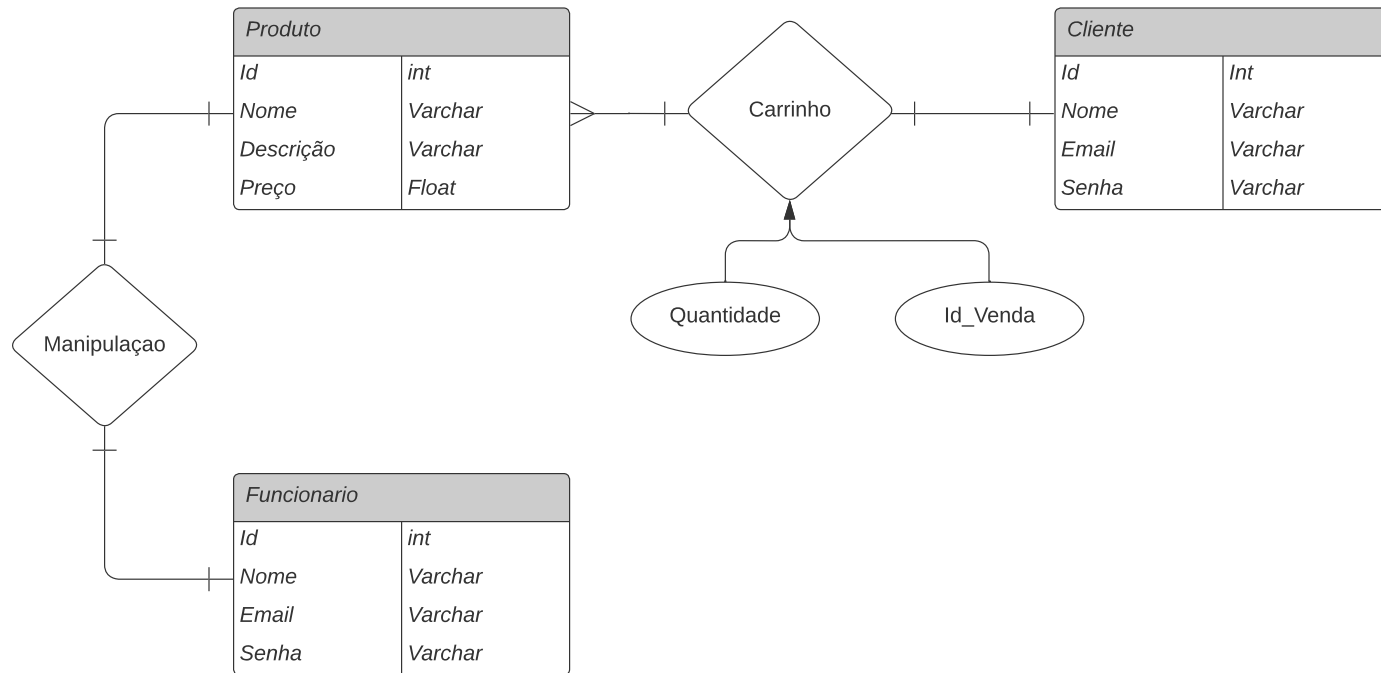 Produto
Id int
Nome Varchar
Descrição Varchar
Preço Float
Carrinho
Cliente
Id Int
Nome Varchar
Email Varchar
Senha Varchar
Quantidade
Id_Venda
Manipulaçao
Funcionario
Id int
Nome Varchar
Email Varchar
Senha Varchar